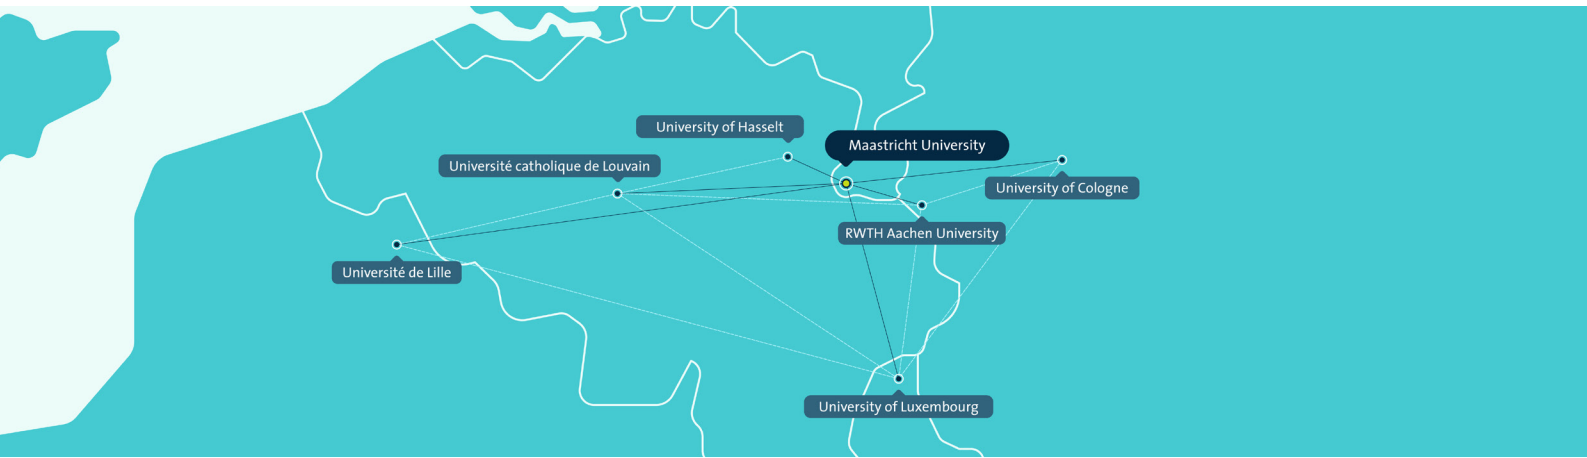 University of Hasselt
Maastricht University
Université catholique de Louvain
University of Cologne
RWTH Aachen University
Université de Lille
University of Luxembourg